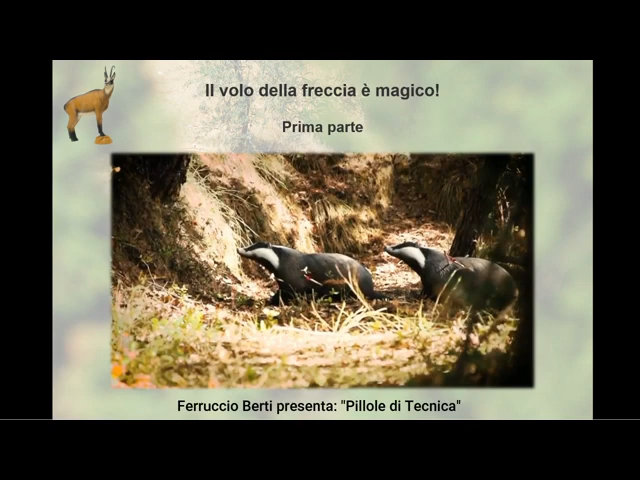 Il volo della freccia è magico!
Prima parte
Ferruccio Berti presenta: "Pillole di Tecnica"